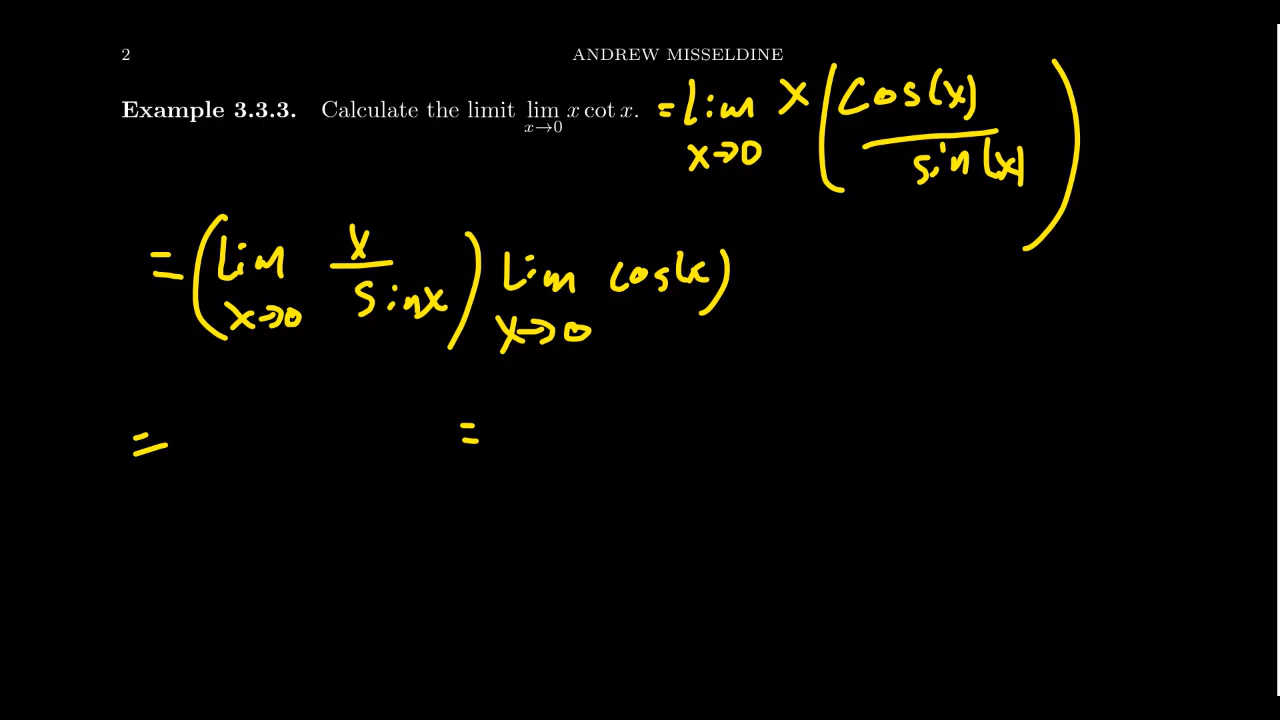 2 ANDREW MISSELDINE
Example 3.3.3. Calculate the limit lim x→0 x cot x. = lim x→0 x (cos(x) / sin(x))
= (lim x→0 x / sin x) lim x→0 cos(x)
= =